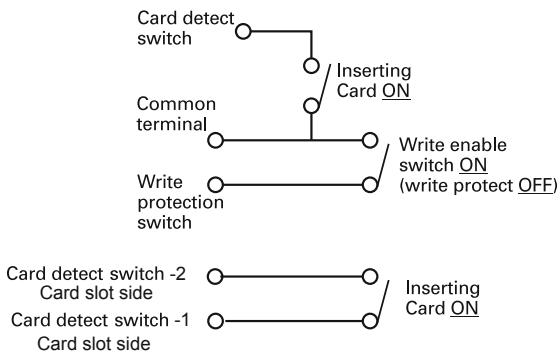 Card detect
switch
Inserting
Card ON
Common
terminal
Write enable
switch ON
(write protect OFF)
Write
protection
switch
Card detect switch -2
Card slot side
Inserting
Card ON
Card detect switch -1
Card slot side